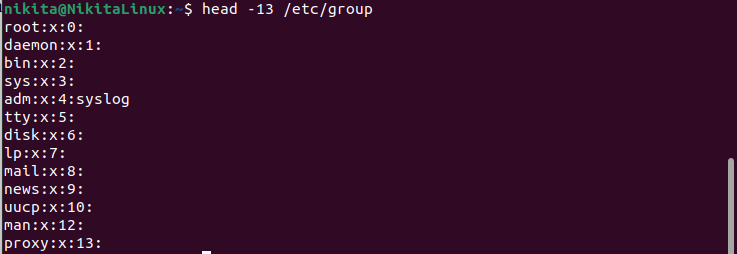 nikita@NikitaLinux:~$ head -13 /etc/group
root:x:0:
daemon:x:1:
bin:x:2:
sys:x:3:
adm:x:4:syslog
tty:x:5:
disk:x:6:
lp:x:7:
mail:x:8:
news:x:9:
uucp:x:10:
man:x:12:
proxy:x:13: